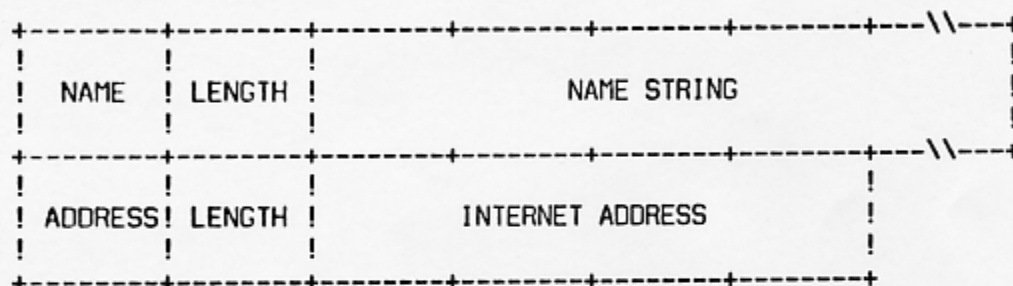 NAME LENGTH NAME STRING
ADDRESS LENGTH INTERNET ADDRESS